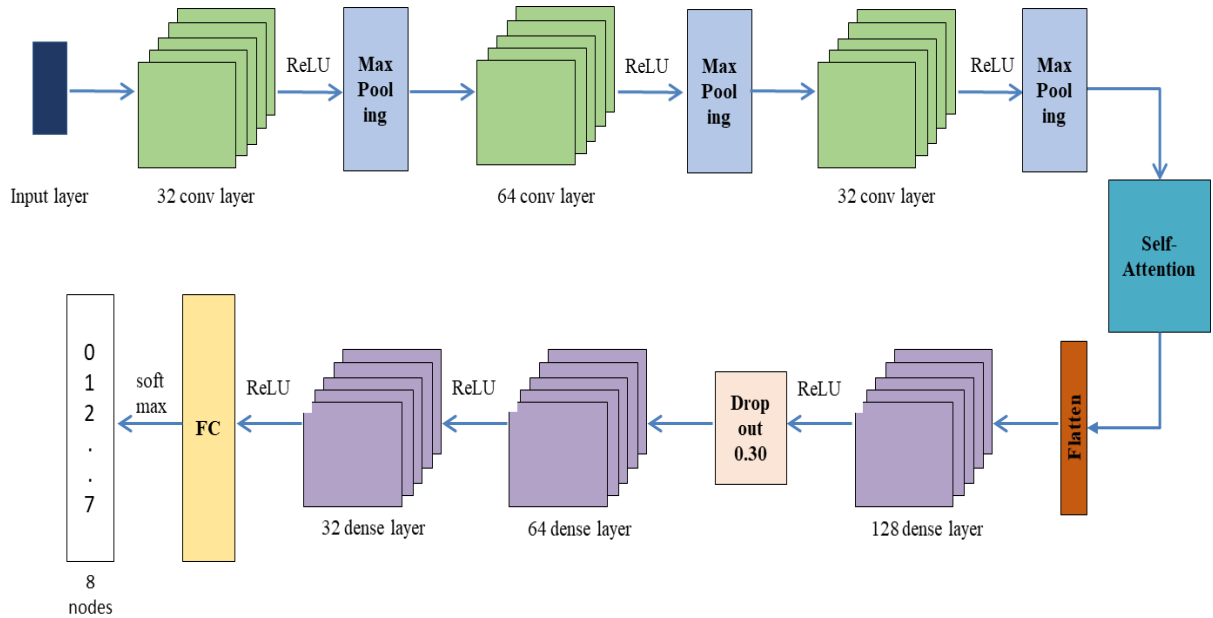 ReLU
Max
Pool
ing
ReLU
Max
Pool
ing
ReLU
Max
Pool
ing
Input layer
32 conv layer
64 conv layer
32 conv layer
Self-
Attention
Flatten
128 dense layer
ReLU
Drop
out
0.30
64 dense layer
ReLU
32 dense layer
ReLU
FC
soft
max
0
1
2
.
.
7
8
nodes